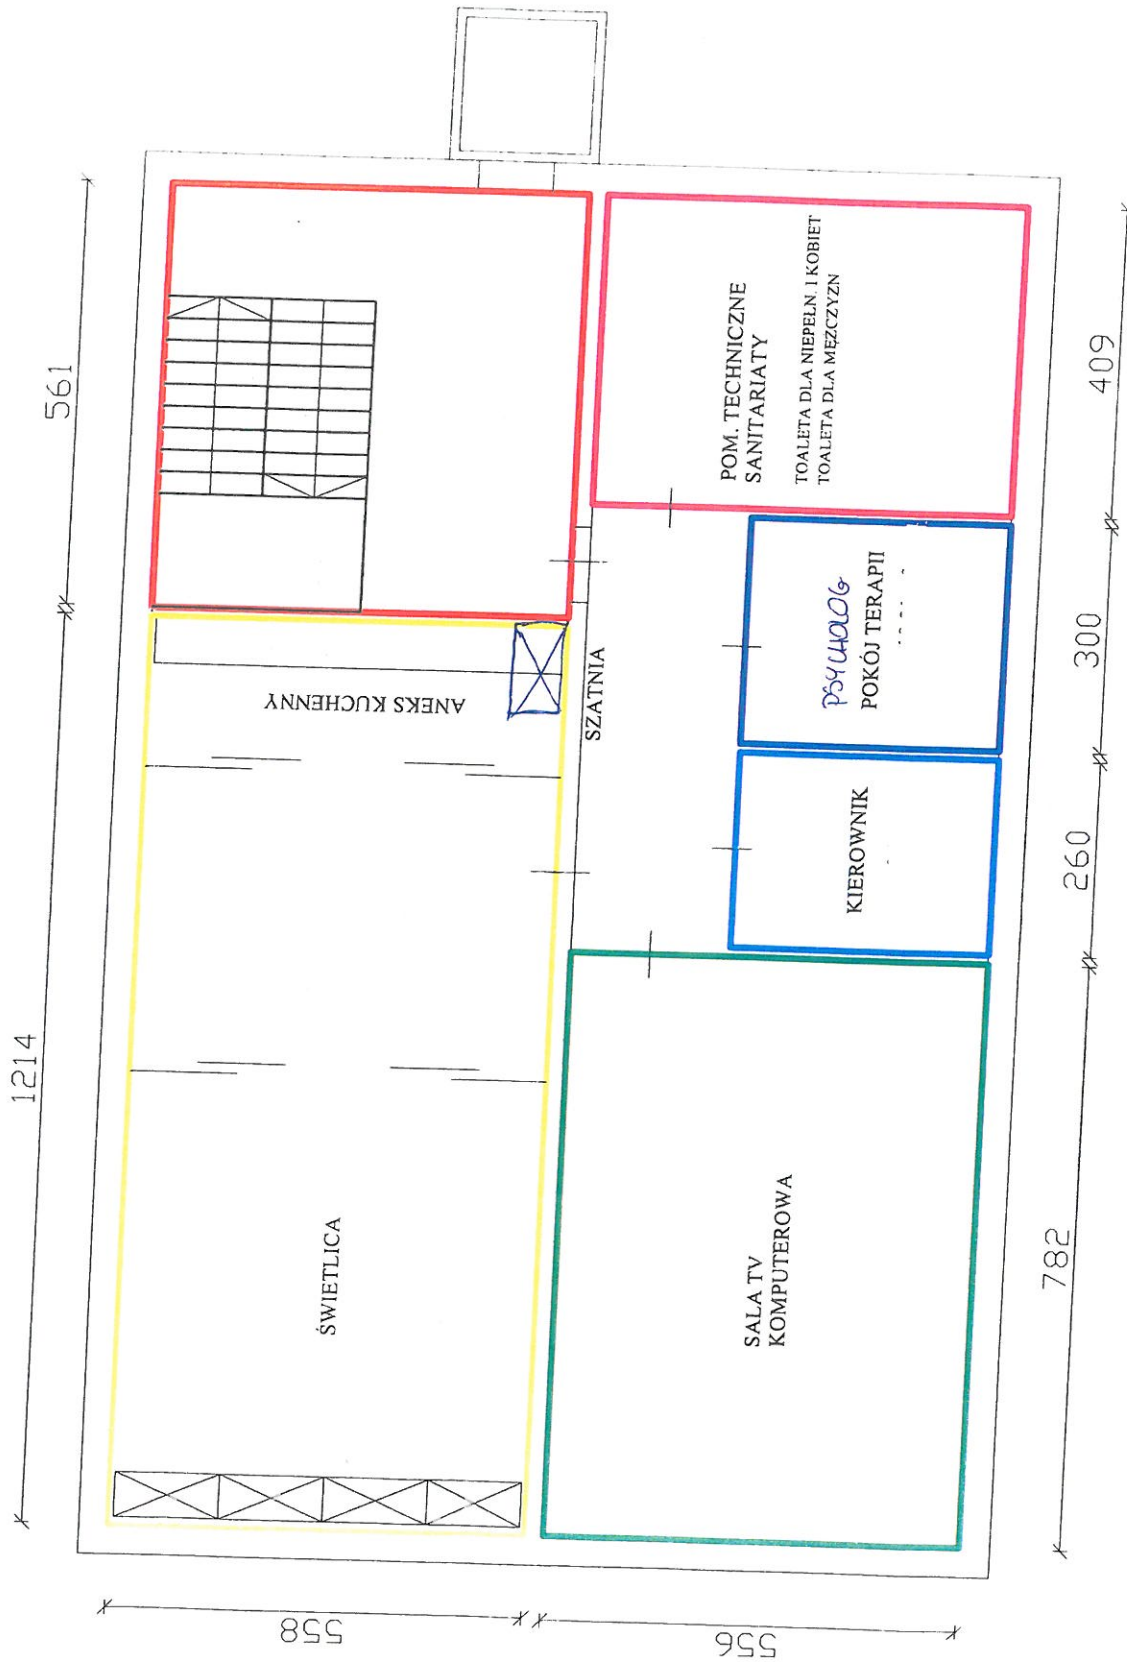 1214
561
ŚWIETLICA
ANEKS KUCHENNY
SZATNIA
SALA TV
KOMPUTEROWA
KIEROWNIK
PSYCHOLOG
POKÓJ TERAPII
POM. TECHNICZNE
SANITARIATY
TOALETA DLA NIEPEŁN. I KOBIET
TOALETA DLA MĘŻCZYZN
558
556
782
260
300
409